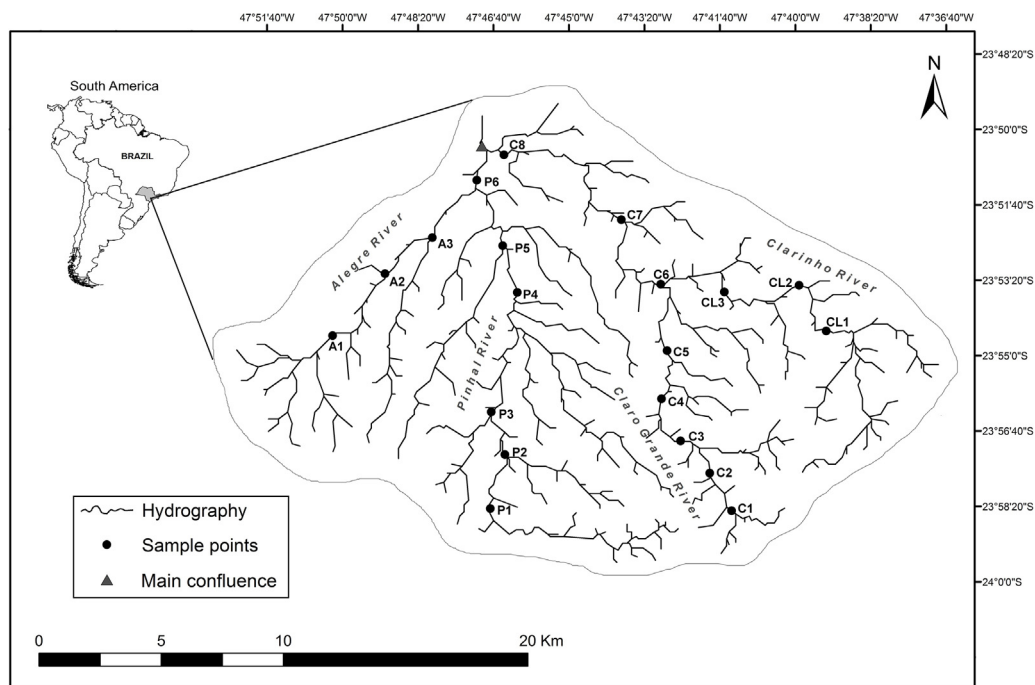 47°51'40"W 47°50'0"W 47°48'20"W 47°46'40"W 47°45'0"W 47°43'20"W 47°41'40"W 47°40'0"W 47°38'20"W 47°36'40"W
23°48'20"S
N
South America
23°50'0"S
C8
BRAZIL
P6
23°51'40"S
C7
Alegre River
A3
P5
Clarinho River
A2
C6
23°53'20"S
CL2
P4
CL3
CL1
A1
C5
23°55'0"S
Pinhal River
C4
P3
Claro Grande River
23°56'40"S
C3
P2
C2
23°58'20"S
P1
C1
Hydrography
Sample points
Main confluence
24°0'0"S
0 5 10 20 Km